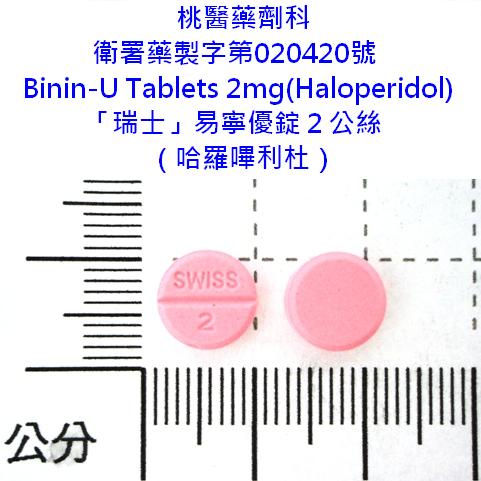 桃醫藥劑科
衛署藥製字第020420號
Binin-U Tablets 2mg(Haloperidol)
「瑞士」易寧優錠２公絲
（哈羅嗶利杜）
SWISS
2
公分